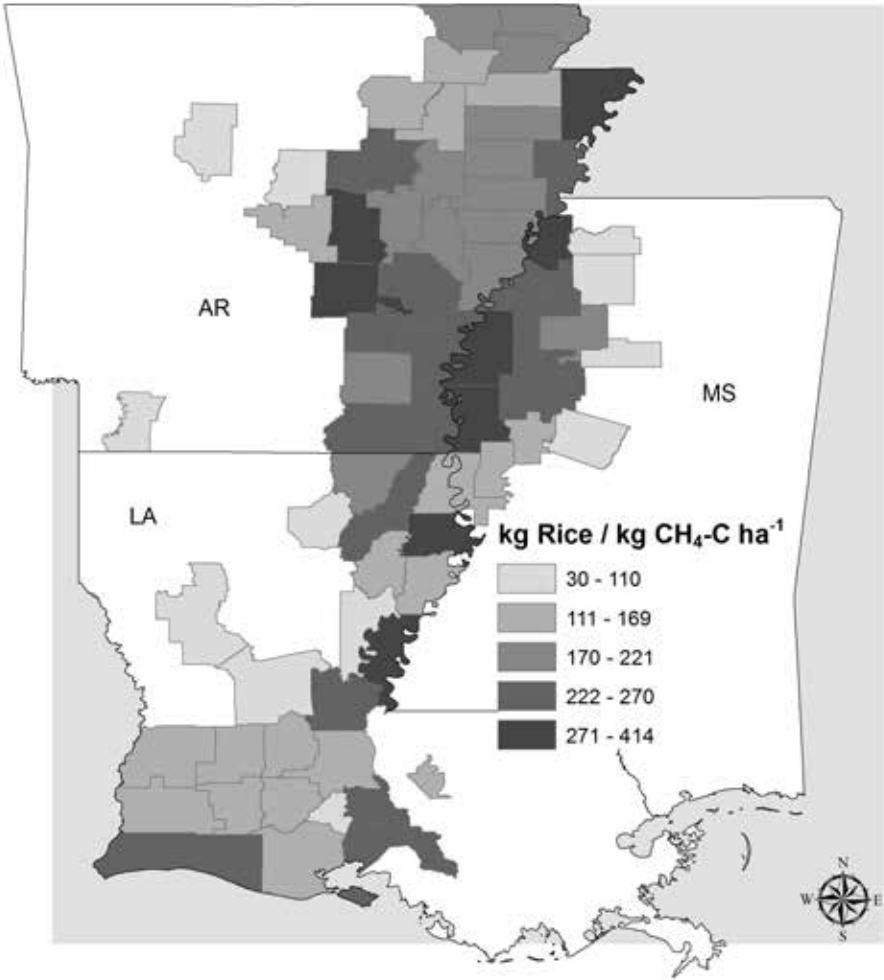 AR
MS
LA
kg Rice / kg CH₄-C ha⁻¹
30 - 110
111 - 169
170 - 221
222 - 270
271 - 414
N
W E
S